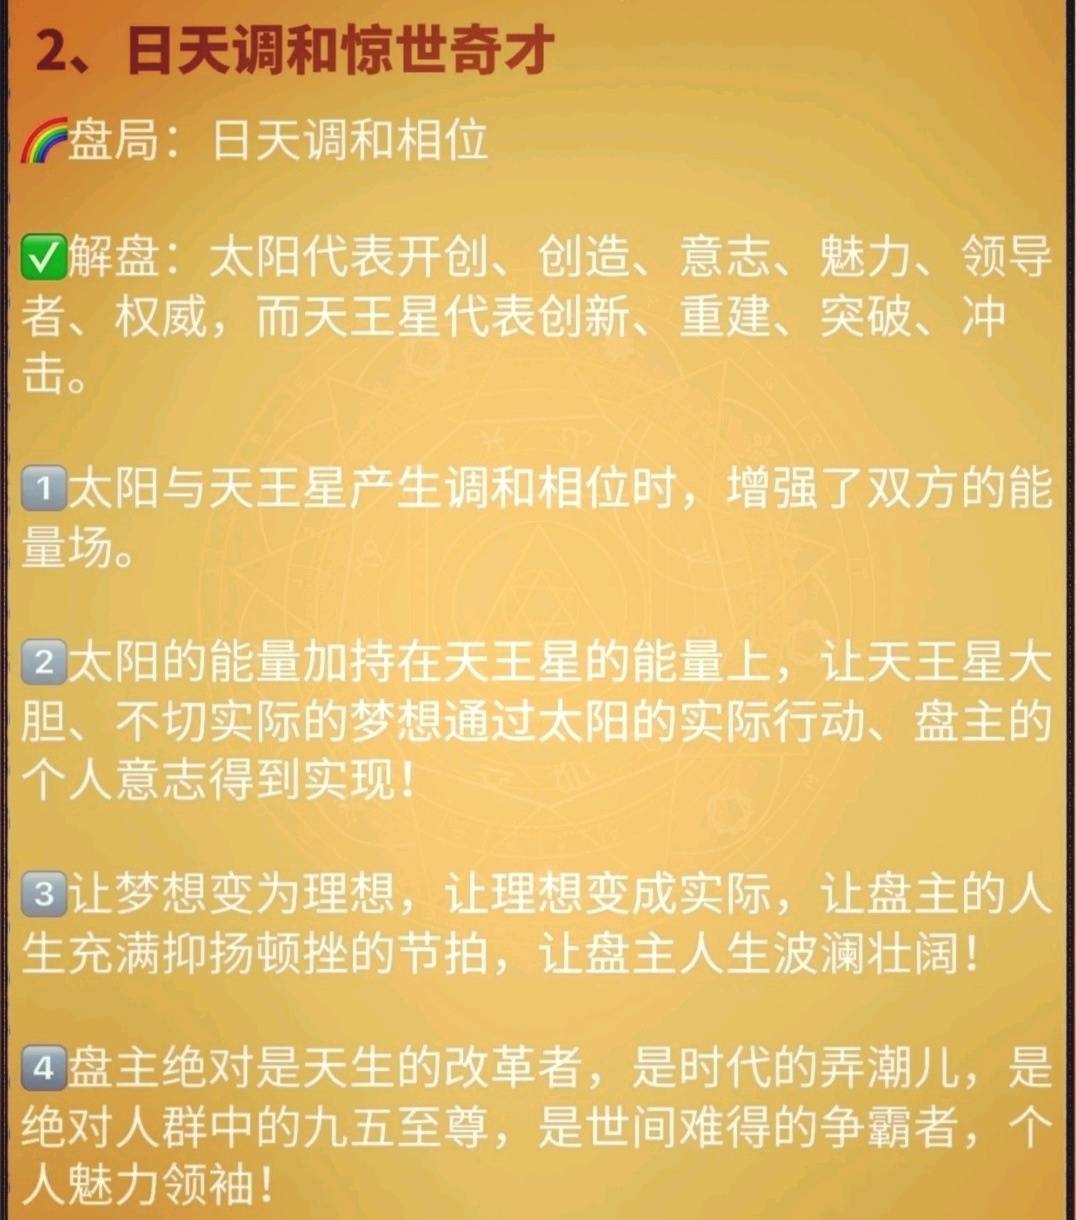 2、日天调和惊世奇才
🌈盘局：日天调和相位
✅解盘：太阳代表开创、创造、意志、魅力、领导
者、权威，而天王星代表创新、重建、突破、冲
击。
1️⃣太阳与天王星产生调和相位时，增强了双方的能
量场。
2️⃣太阳的能量加持在天王星的能量上，让天王星大
胆、不切实际的梦想通过太阳的实际行动、盘主的
个人意志得到实现！
3️⃣让梦想变为理想，让理想变成实际，让盘主的人
生充满抑扬顿挫的节拍，让盘主人生波澜壮阔！
4️⃣盘主绝对是天生的改革者，是时代的弄潮儿，是
绝对人群中的九五至尊，是世间难得的争霸者，个
人魅力领袖！